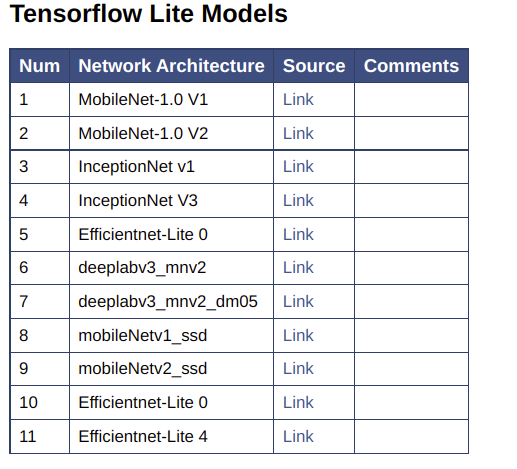 Tensorflow Lite Models
Num Network Architecture Source Comments
1 MobileNet-1.0 V1 Link
2 MobileNet-1.0 V2 Link
3 InceptionNet v1 Link
4 InceptionNet V3 Link
5 Efficientnet-Lite 0 Link
6 deeplabv3_mnv2 Link
7 deeplabv3_mnv2_dm05 Link
8 mobileNetv1_ssd Link
9 mobileNetv2_ssd Link
10 Efficientnet-Lite 0 Link
11 Efficientnet-Lite 4 Link